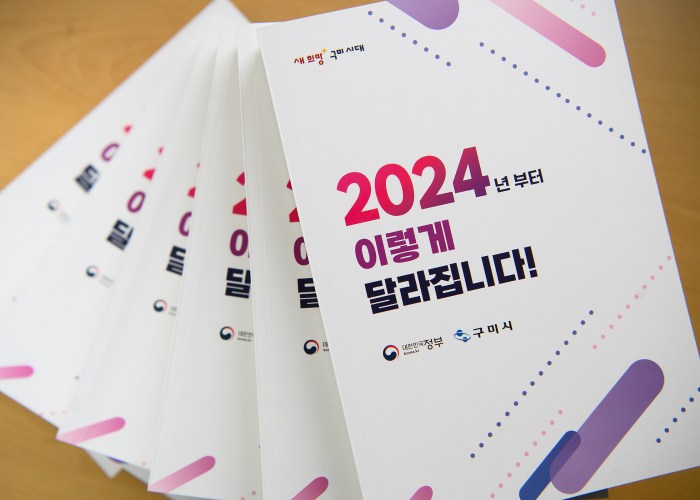 새 희망 구미시대
2024년 부터
이렇게
달라집니다!
대한민국정부
구미시